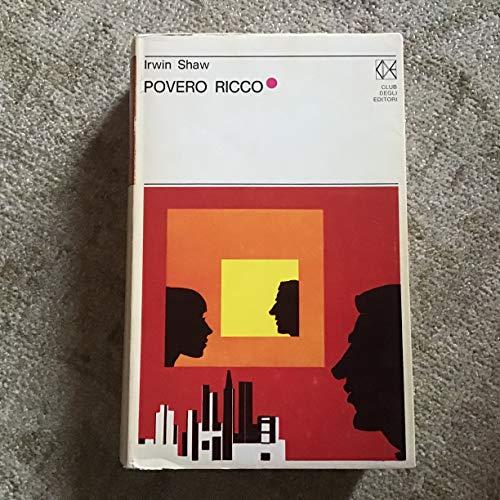 Irwin Shaw
POVERO RICCO
CLUB
DEGLI
EDITORI